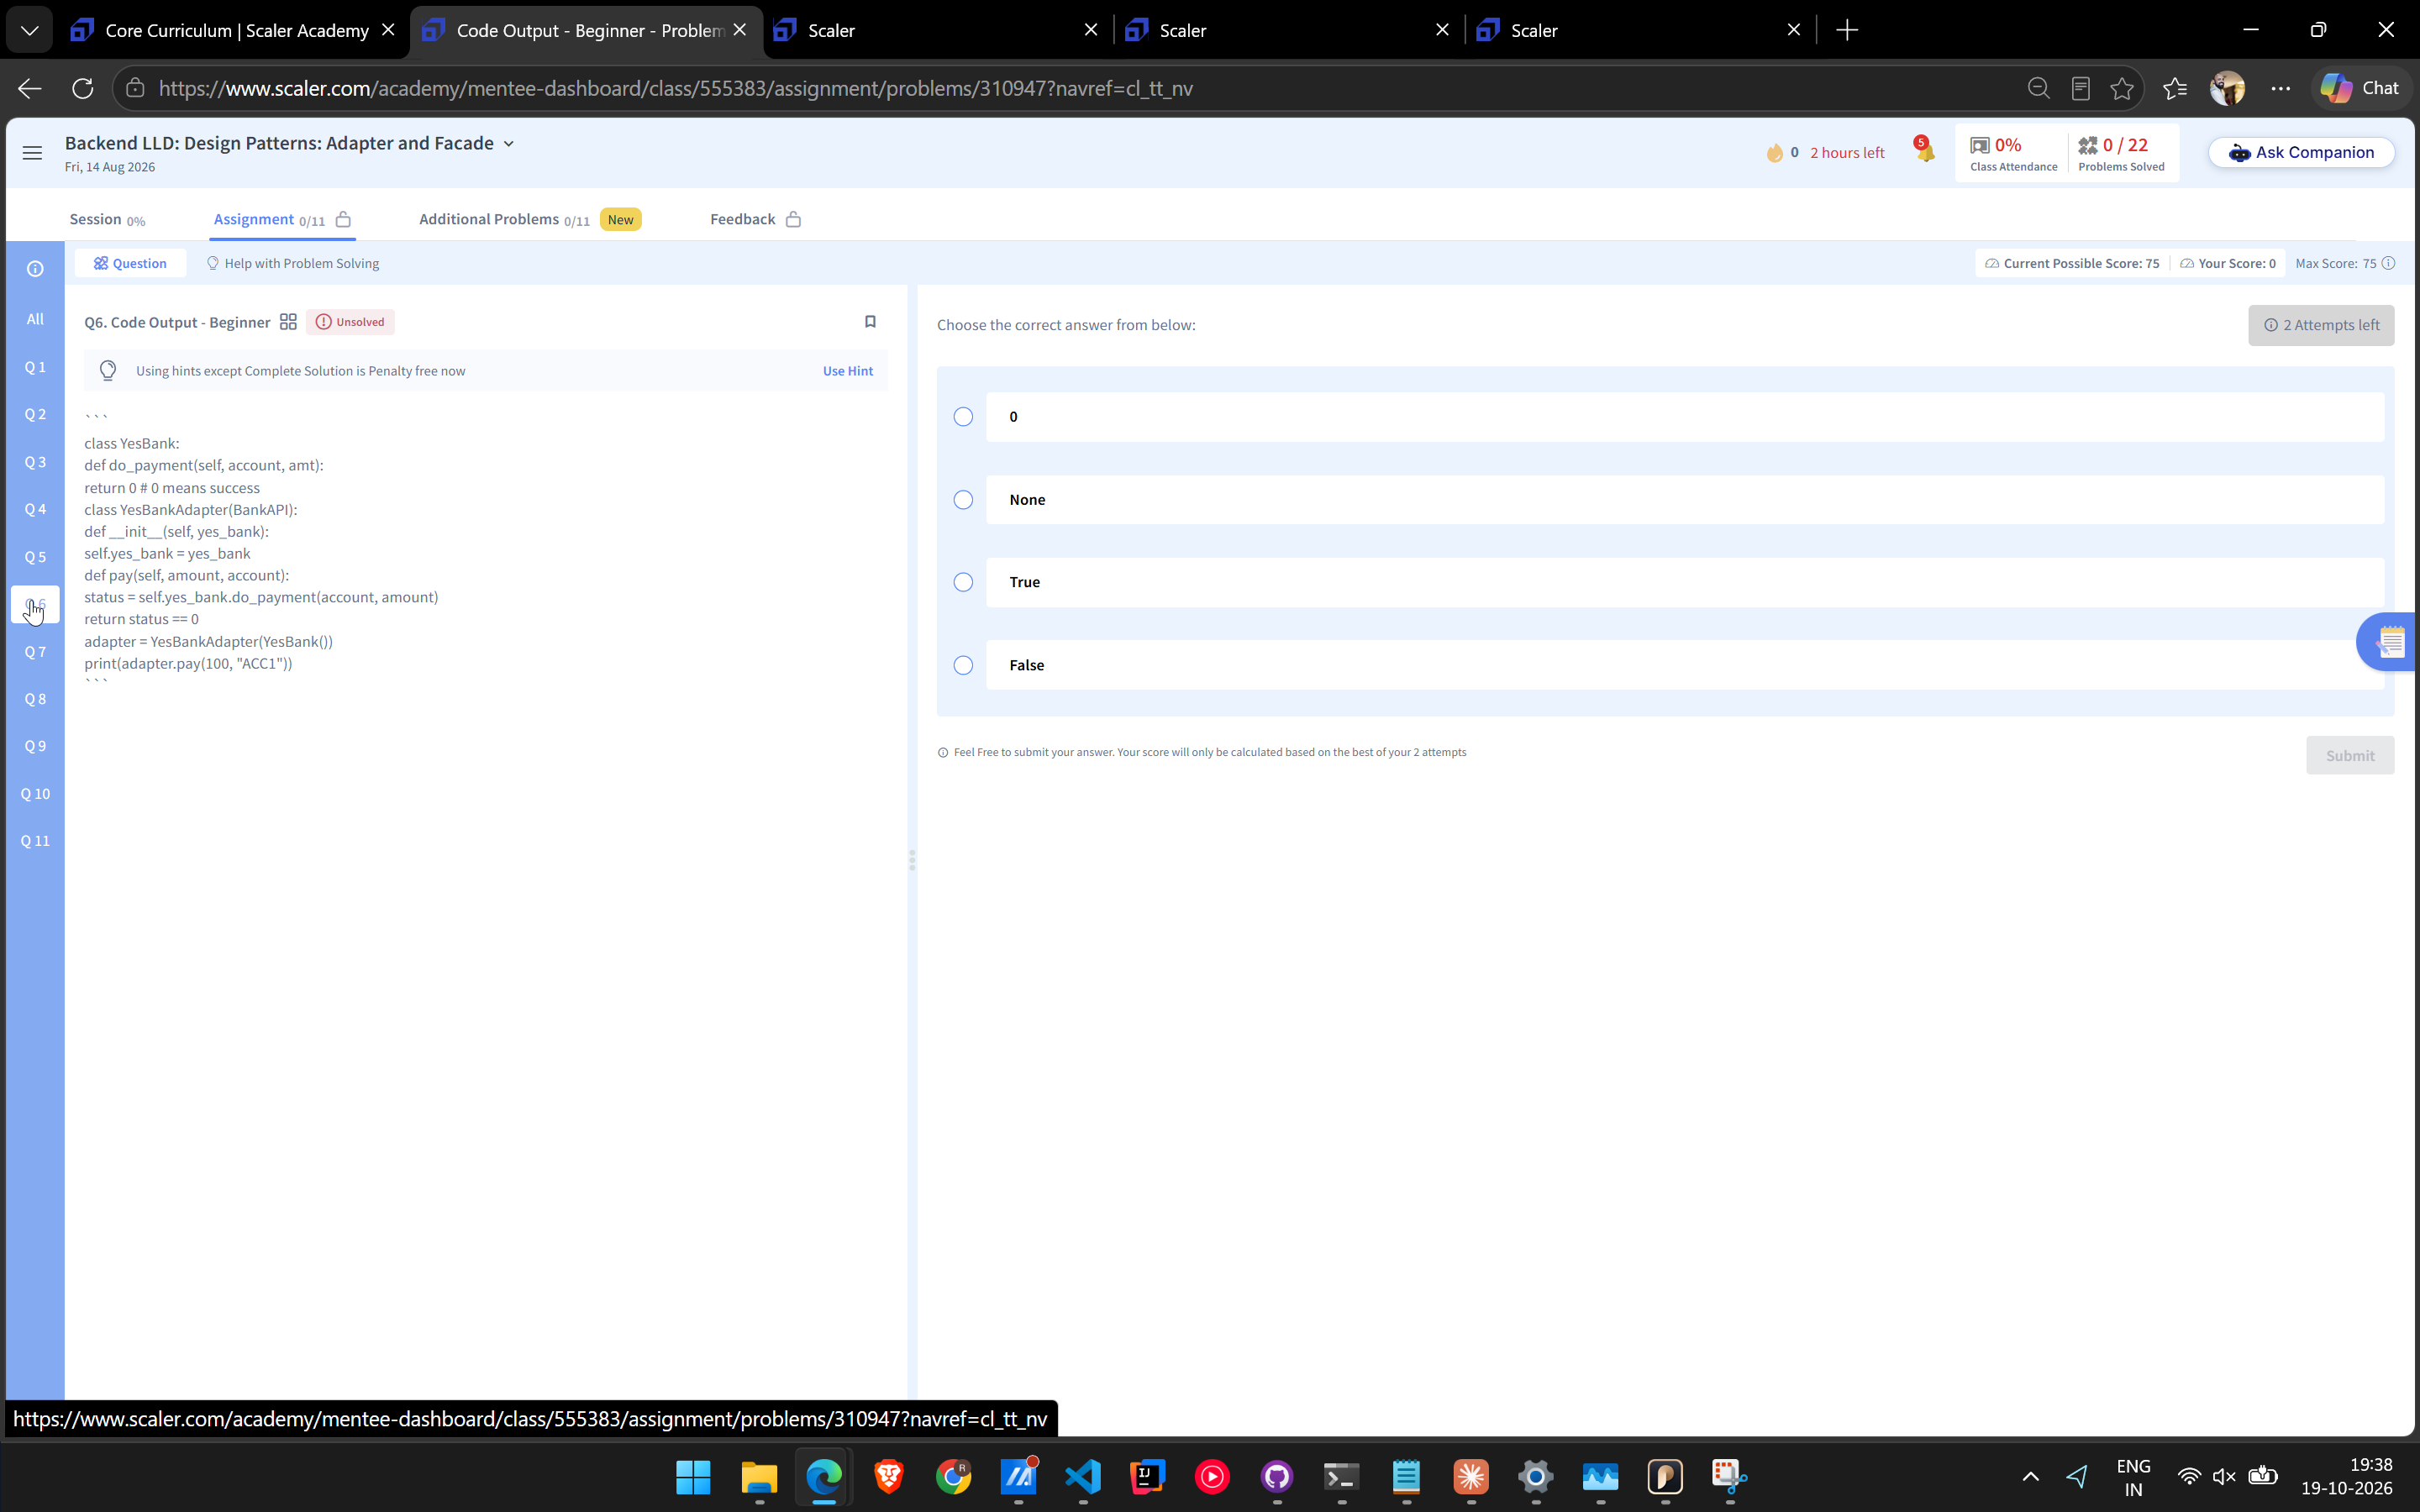 Core Curriculum | Scaler Academy
Code Output - Beginner - Problem
Scaler
Scaler
Scaler
https://www.scaler.com/academy/mentee-dashboard/class/555383/assignment/problems/310947?navref=cl_tt_nv
Chat
Backend LLD: Design Patterns: Adapter and Facade
Fri, 14 Aug 2026
0 2 hours left
5
0%
Class Attendance
0 / 22
Problems Solved
Ask Companion
Session 0%
Assignment 0/11
Additional Problems 0/11 New
Feedback
Question
Help with Problem Solving
Current Possible Score: 75
Your Score: 0
Max Score: 75
All
Q 1
Q 2
Q 3
Q 4
Q 5
Q 7
Q 8
Q 9
Q 10
Q 11
Q6. Code Output - Beginner
Unsolved
Using hints except Complete Solution is Penalty free now
Use Hint
```
class YesBank:
def do_payment(self, account, amt):
return 0 # 0 means success
class YesBankAdapter(BankAPI):
def __init__(self, yes_bank):
self.yes_bank = yes_bank
def pay(self, amount, account):
status = self.yes_bank.do_payment(account, amount)
return status == 0
adapter = YesBankAdapter(YesBank())
print(adapter.pay(100, "ACC1"))
```
Choose the correct answer from below:
2 Attempts left
0
None
True
False
Feel Free to submit your answer. Your score will only be calculated based on the best of your 2 attempts
Submit
https://www.scaler.com/academy/mentee-dashboard/class/555383/assignment/problems/310947?navref=cl_tt_nv
ENG
IN
19:38
19-10-2026